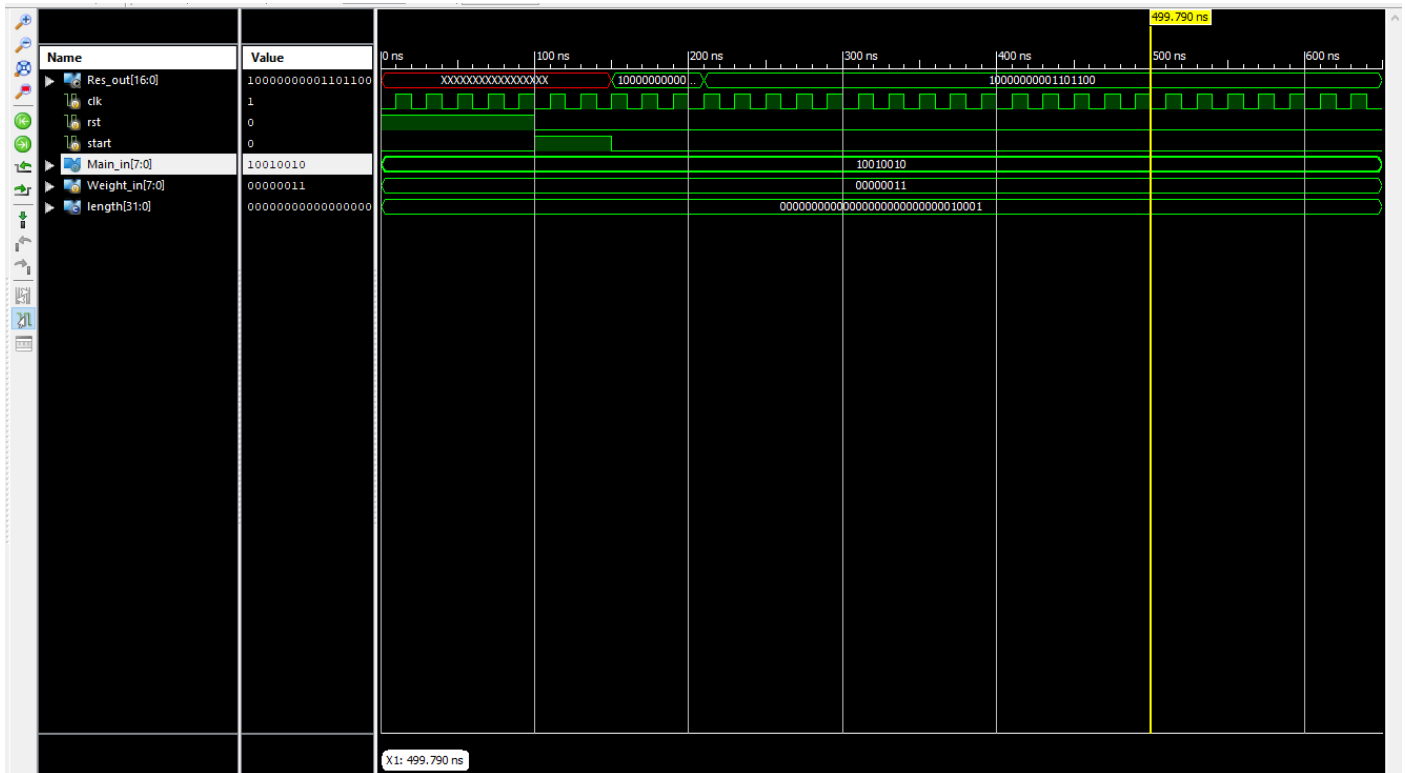 499.790 ns
Name Value 0 ns 100 ns 200 ns 300 ns 400 ns 500 ns 600 ns
Res_out[16:0] 10000000001101100 XXXXXXXXXXXXXXXXX 10000000000... 10000000001101100
clk 1
rst 0
start 0
Main_in[7:0] 10010010 10010010
Weight_in[7:0] 00000011 00000011
length[31:0] 00000000000000000 00000000000000000000000000010001
X1: 499.790 ns